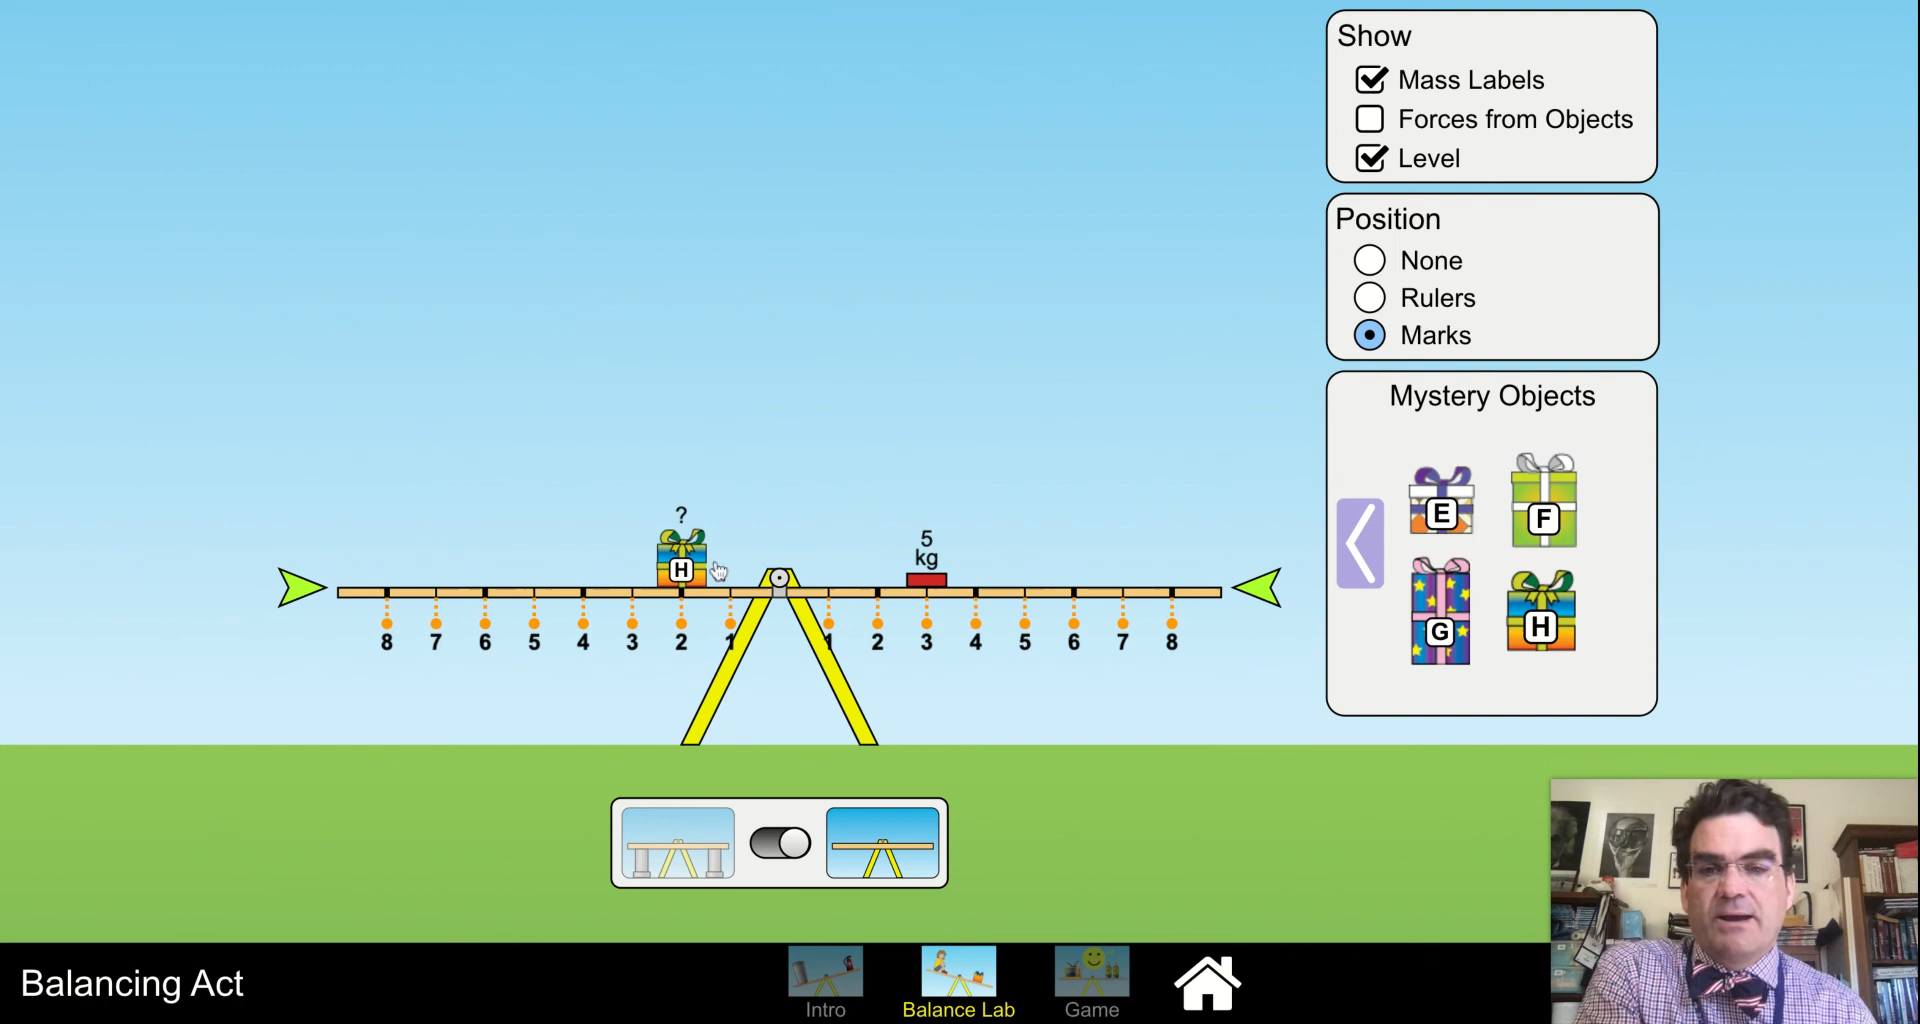 Show
Mass Labels
Forces from Objects
Level
Position
None
Rulers
Marks
Mystery Objects
E
F
G
H
?
H
5
kg
8 7 6 5 4 3 2 1 1 2 3 4 5 6 7 8
Balancing Act
Intro
Balance Lab
Game